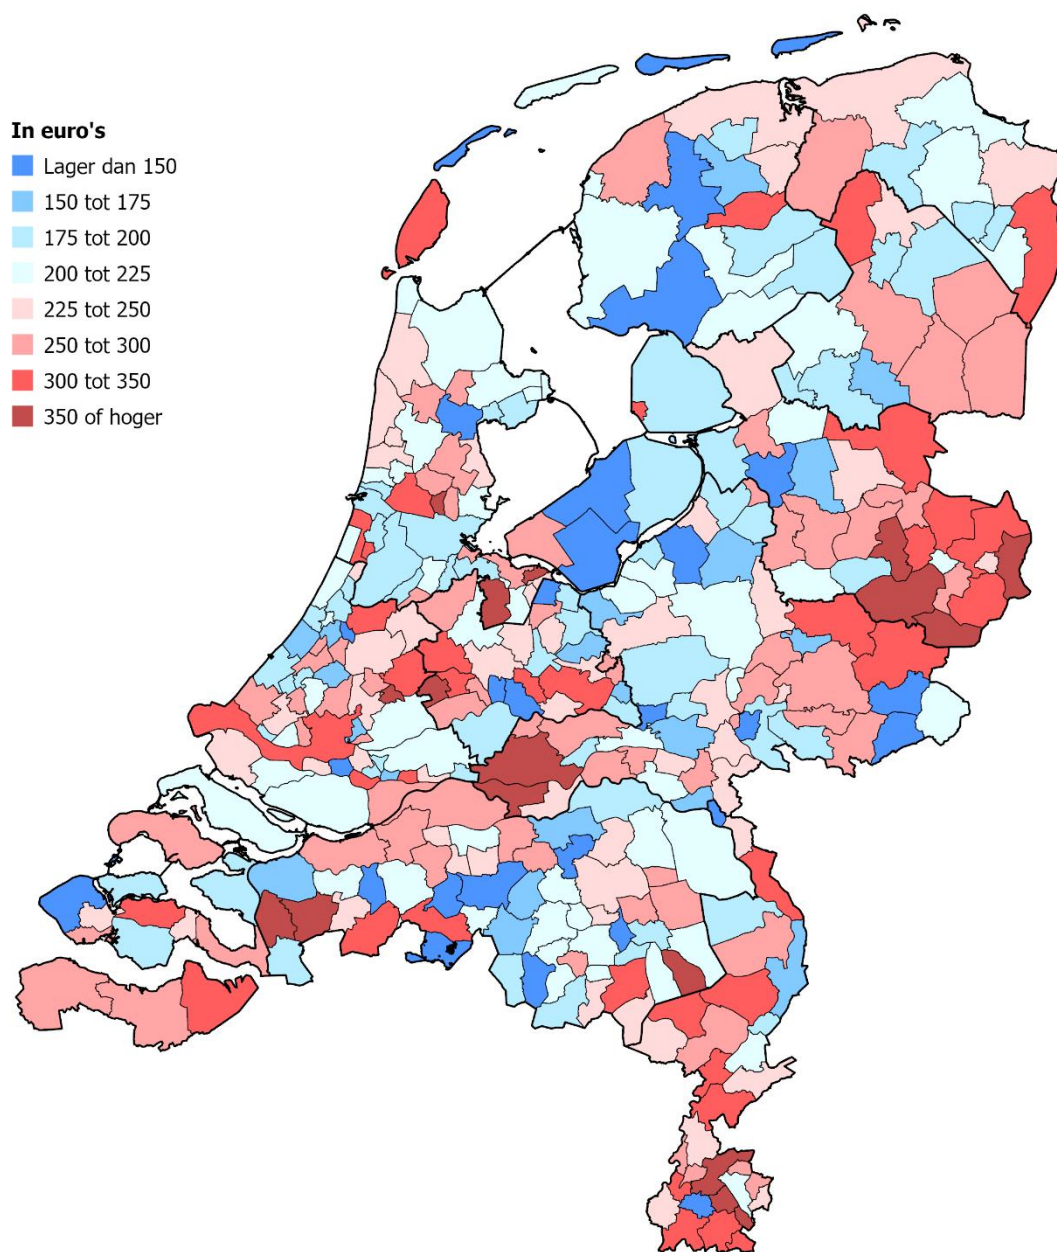 In euro's
Lager dan 150
150 tot 175
175 tot 200
200 tot 225
225 tot 250
250 tot 300
300 tot 350
350 of hoger